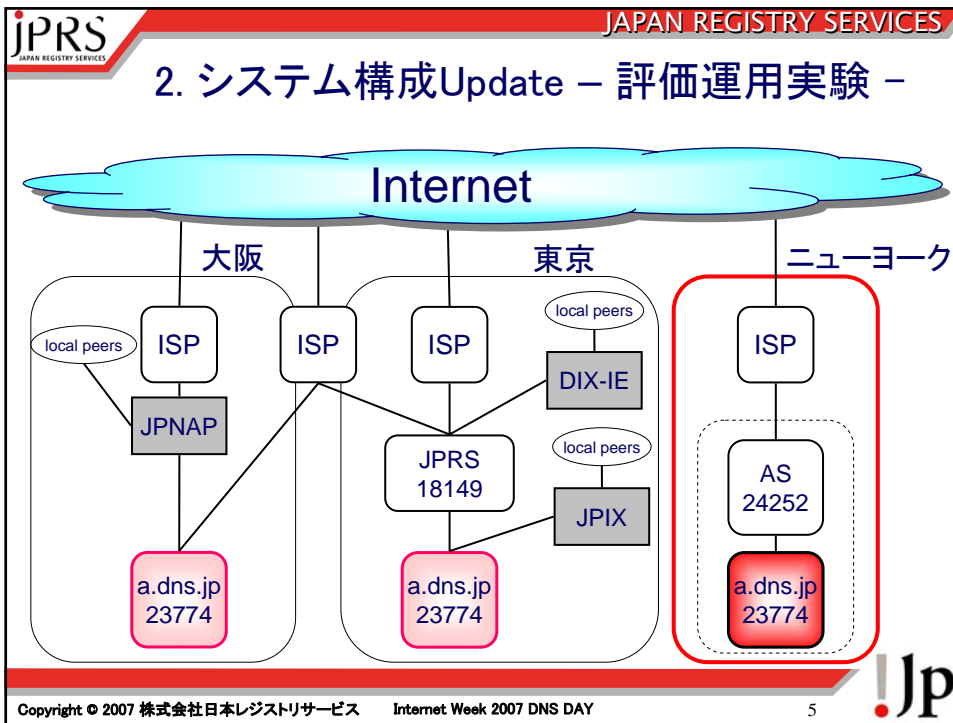 JPRS
JAPAN REGISTRY SERVICES
JAPAN REGISTRY SERVICES
2. システム構成Update – 評価運用実験 –
Internet
大阪
東京
ニューヨーク
local peers
ISP
ISP
ISP
local peers
ISP
DIX-IE
JPNAP
JPRS
18149
local peers
JPIX
AS
24252
a.dns.jp
23774
a.dns.jp
23774
a.dns.jp
23774
Copyright © 2007 株式会社日本レジストリサービス Internet Week 2007 DNS DAY
5
!Jp